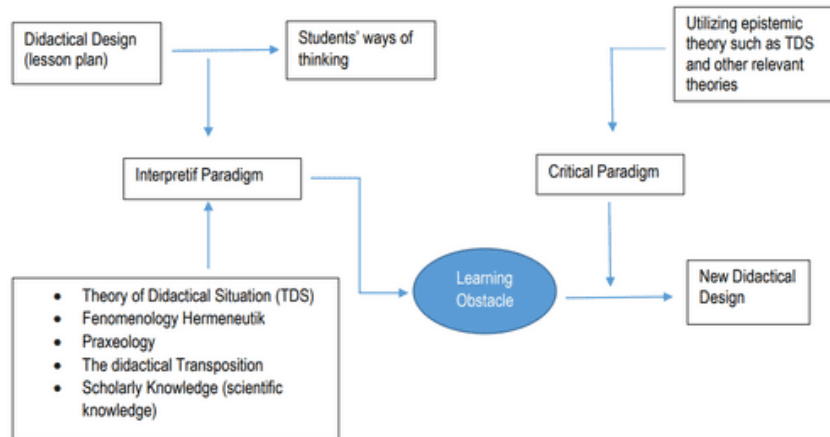 Didactical Design
(lesson plan)
Students' ways of
thinking
Utilizing epistemic
theory such as TDS
and other relevant
theories
Interpretif Paradigm
Critical Paradigm
• Theory of Didactical Situation (TDS)
• Fenomenology Hermeneutik
• Praxeology
• The didactical Transposition
• Scholarly Knowledge (scientific
knowledge)
Learning
Obstacle
New Didactical
Design